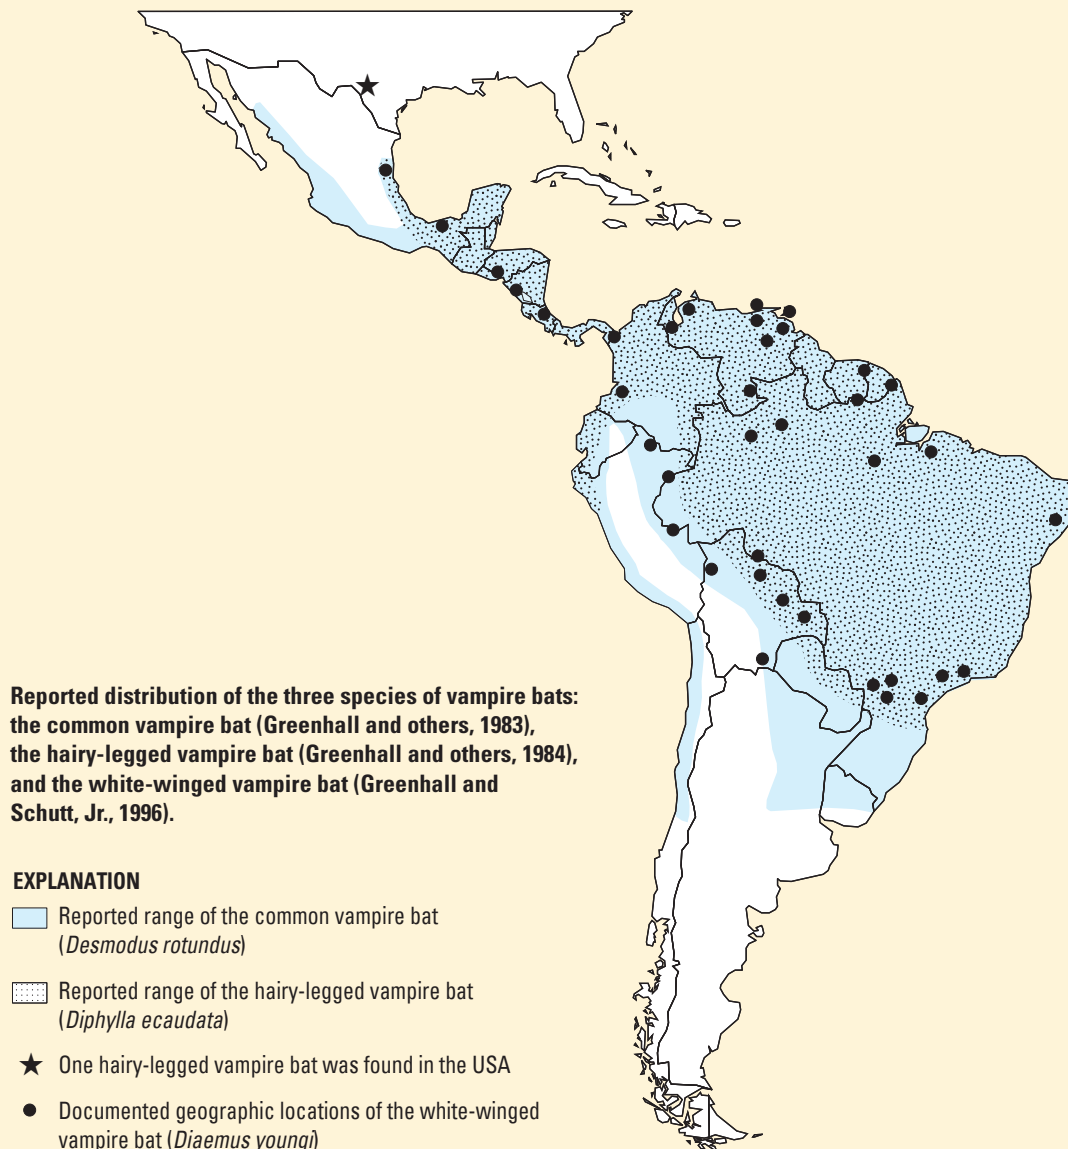 Reported distribution of the three species of vampire bats:
the common vampire bat (Greenhall and others, 1983),
the hairy-legged vampire bat (Greenhall and others, 1984),
and the white-winged vampire bat (Greenhall and
Schutt, Jr., 1996).
EXPLANATION
Reported range of the common vampire bat
(Desmodus rotundus)
Reported range of the hairy-legged vampire bat
(Diphylla ecaudata)
One hairy-legged vampire bat was found in the USA
Documented geographic locations of the white-winged
vampire bat (Diaemus youngi)